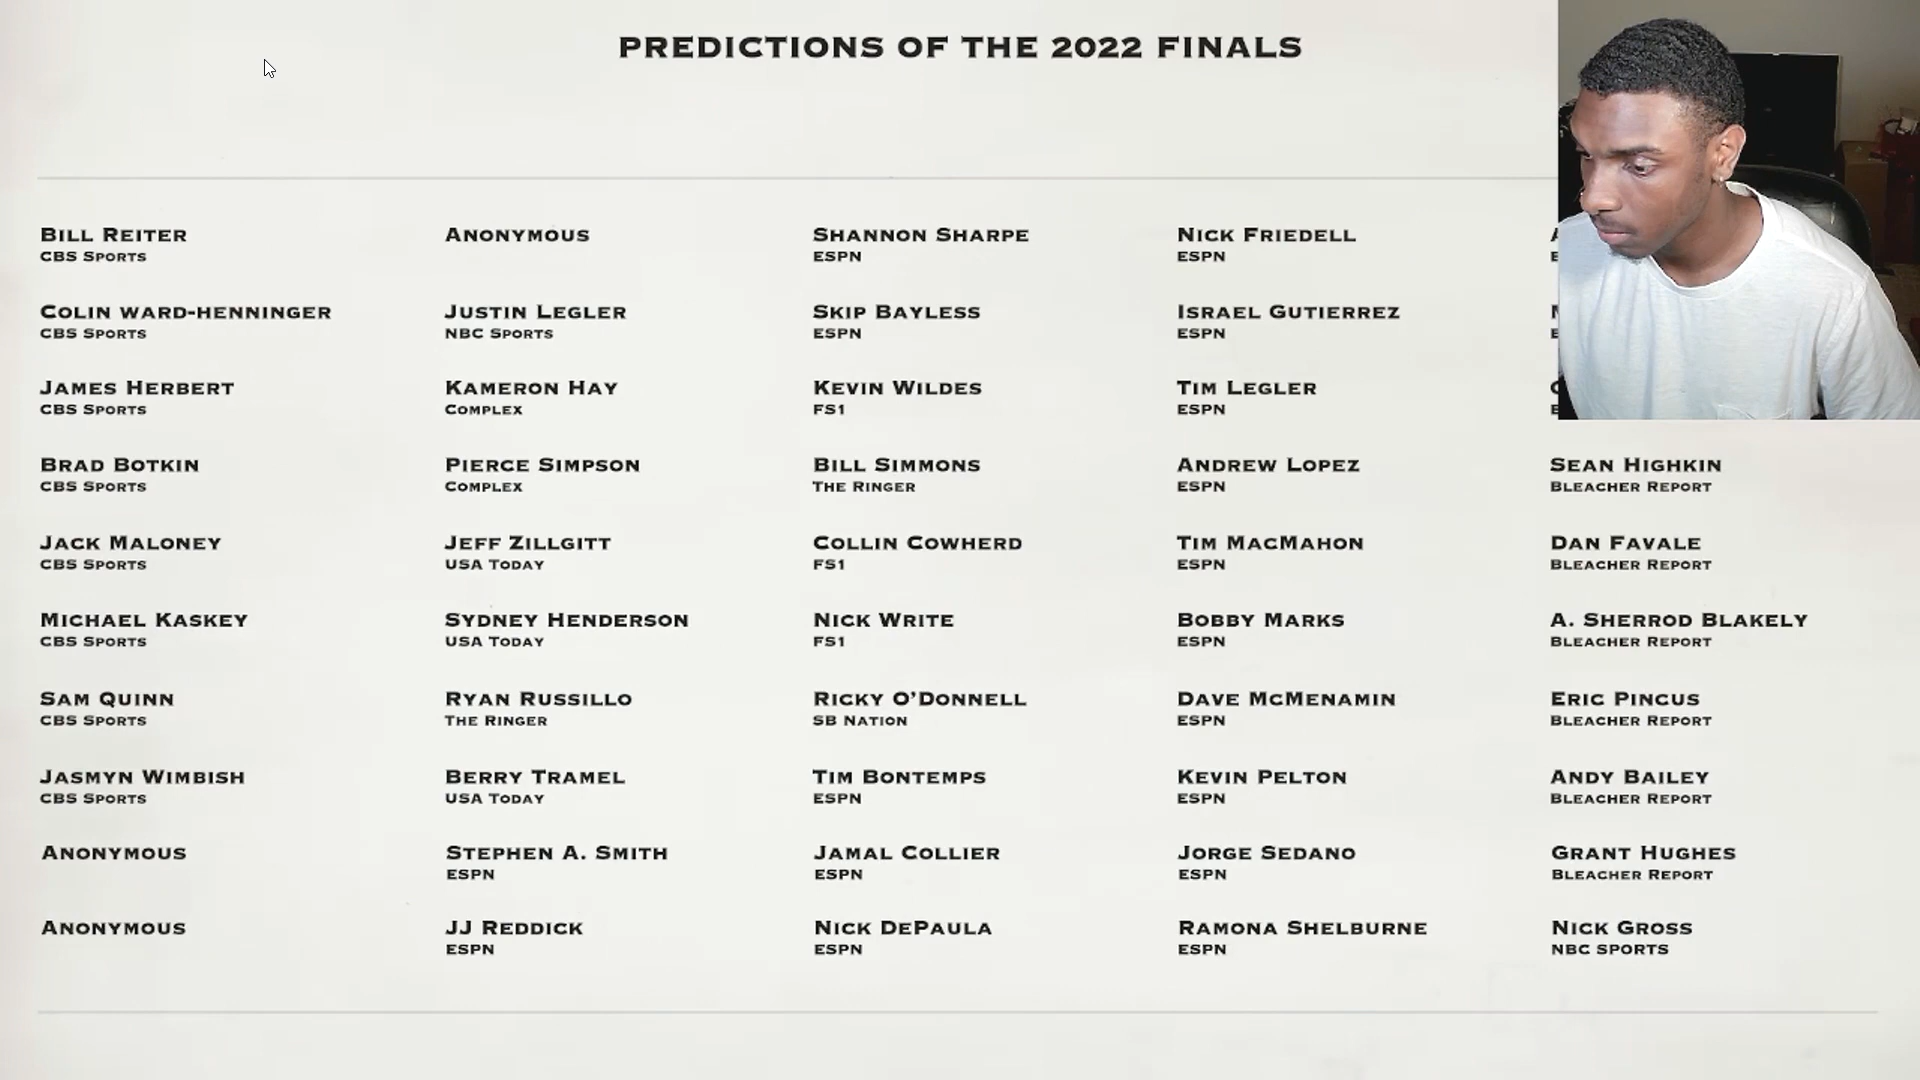 PREDICTIONS OF THE 2022 FINALS
BILL REITER
CBS SPORTS
COLIN WARD-HENNINGER
CBS SPORTS
JAMES HERBERT
CBS SPORTS
BRAD BOTKIN
CBS SPORTS
JACK MALONEY
CBS SPORTS
MICHAEL KASKEY
CBS SPORTS
SAM QUINN
CBS SPORTS
JASMYN WIMBISH
CBS SPORTS
ANONYMOUS
ANONYMOUS
ANONYMOUS
JUSTIN LEGLER
NBC SPORTS
KAMERON HAY
COMPLEX
PIERCE SIMPSON
COMPLEX
JEFF ZILLGITT
USA TODAY
SYDNEY HENDERSON
USA TODAY
RYAN RUSSILLO
THE RINGER
BERRY TRAMEL
USA TODAY
STEPHEN A. SMITH
ESPN
JJ REDDICK
ESPN
SHANNON SHARPE
ESPN
SKIP BAYLESS
ESPN
KEVIN WILDES
FS1
BILL SIMMONS
THE RINGER
COLLIN COWHERD
FS1
NICK WRITE
FS1
RICKY O'DONNELL
SB NATION
TIM BONTEMPS
ESPN
JAMAL COLLIER
ESPN
NICK DEPAULA
ESPN
NICK FRIEDELL
ESPN
ISRAEL GUTIERREZ
ESPN
TIM LEGLER
ESPN
ANDREW LOPEZ
ESPN
TIM MACMAHON
ESPN
BOBBY MARKS
ESPN
DAVE MCMENAMIN
ESPN
KEVIN PELTON
ESPN
JORGE SEDANO
ESPN
RAMONA SHELBURNE
ESPN
SEAN HIGHKIN
BLEACHER REPORT
DAN FAVALE
BLEACHER REPORT
A. SHERROD BLAKELY
BLEACHER REPORT
ERIC PINCUS
BLEACHER REPORT
ANDY BAILEY
BLEACHER REPORT
GRANT HUGHES
BLEACHER REPORT
NICK GROSS
NBC SPORTS